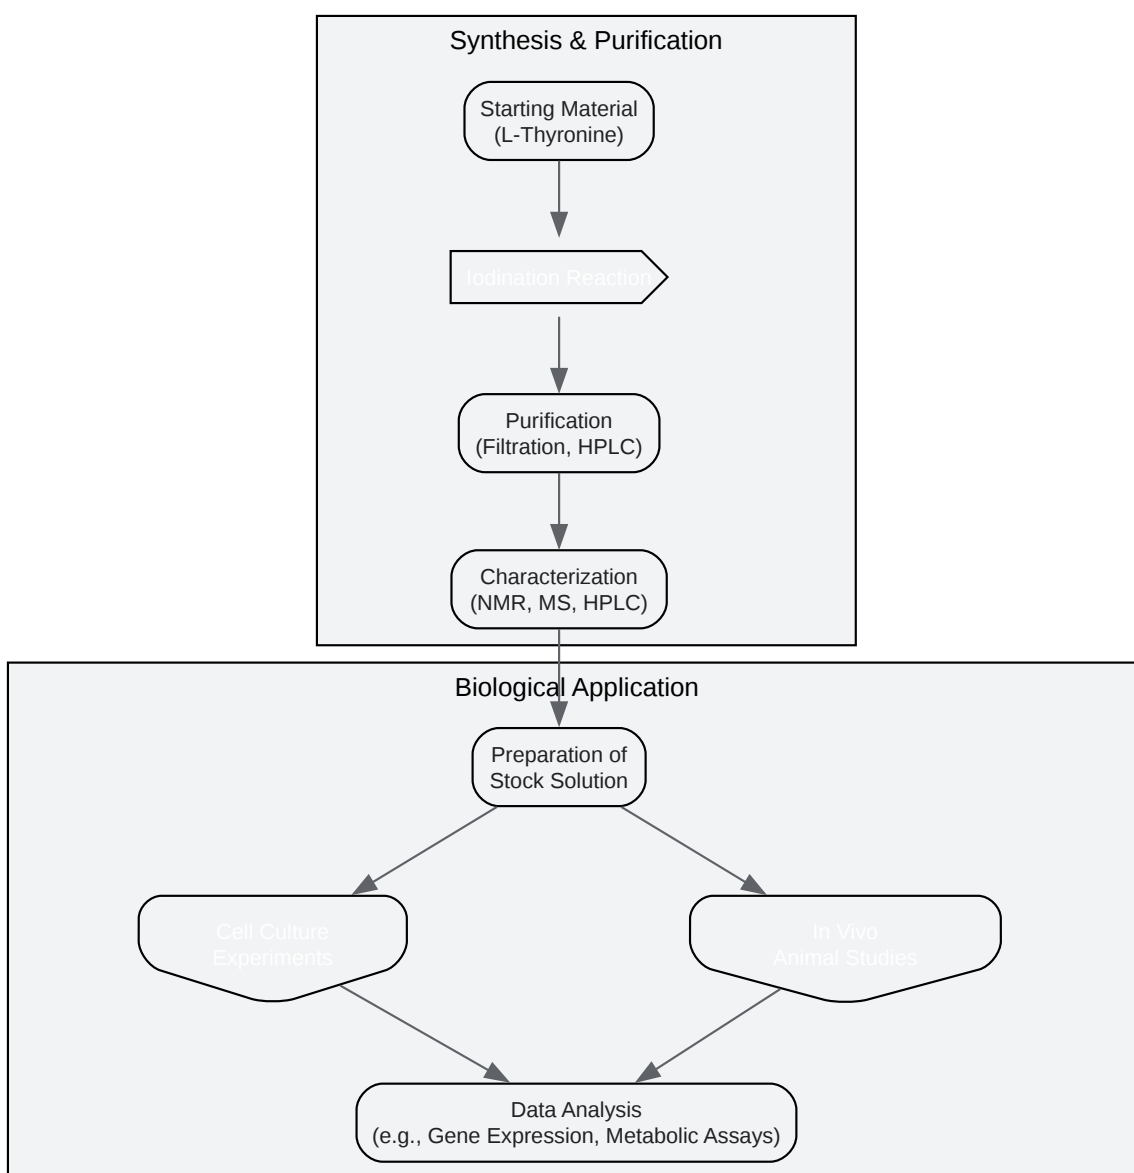 Synthesis & Purification
Starting Material
(L-Thyronine)
Iodination Reaction
Purification
(Filtration, HPLC)
Characterization
(NMR, MS, HPLC)
Biological Application
Preparation of
Stock Solution
Cell Culture
Experiments
In Vivo
Animal Studies
Data Analysis
(e.g., Gene Expression, Metabolic Assays)